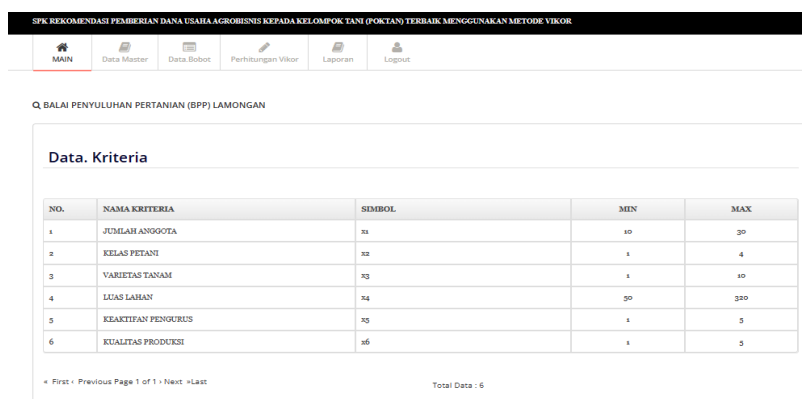 SPK REKOMENDASI PEMBERIAN DANA USAHA AGROBISNIS KEPADA KELOMPOK TANI (POKTAN) TERBAIK MENGGUNAKAN METODE VIKOR
MAIN Data Master Data.Bobot Perhitungan Vikor Laporan Logout
BALAI PENYULUHAN PERTANIAN (BPP) LAMONGAN
Data. Kriteria
NO. NAMA KRITERIA SIMBOL MIN MAX
1 JUMLAH ANGGOTA x1 10 30
2 KELAS PETANI x2 1 4
3 VARIETAS TANAM x3 1 10
4 LUAS LAHAN x4 50 320
5 KEAKTIFAN PENGURUS x5 1 5
6 KUALITAS PRODUKSI x6 1 5
« First ‹ Previous Page 1 of 1 › Next »Last Total Data : 6